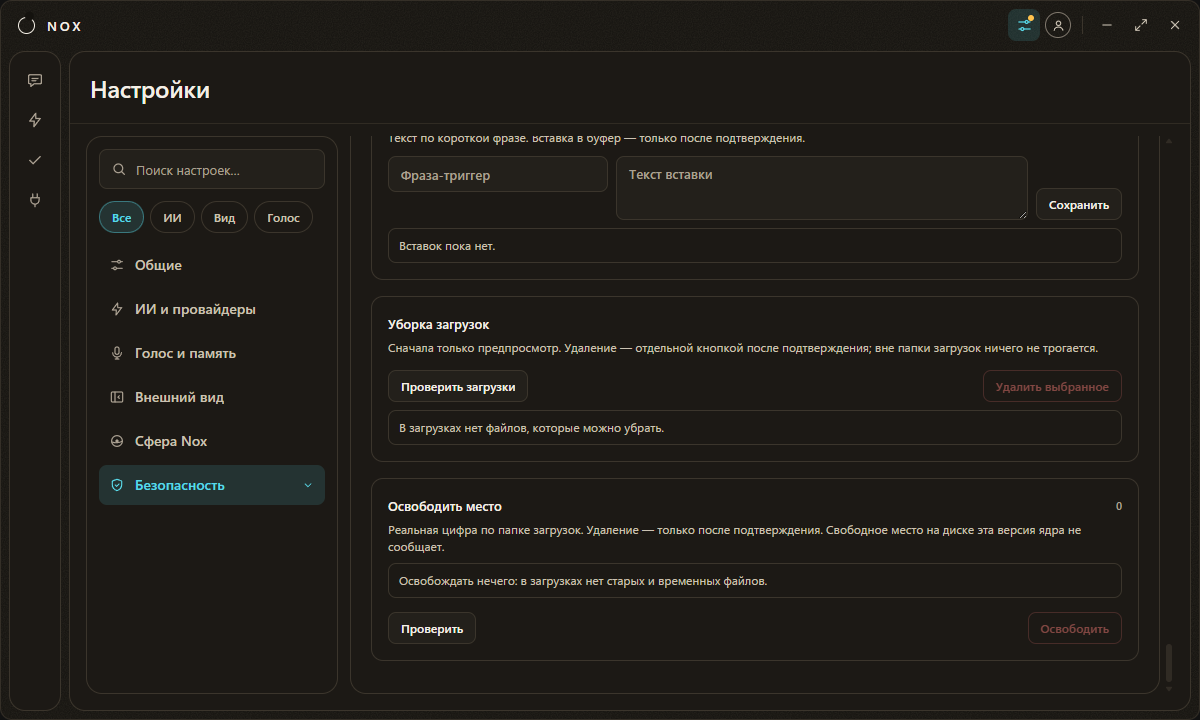 NOX
Настройки
Поиск настроек...
Все
ИИ
Вид
Голос
Общие
ИИ и провайдеры
Голос и память
Внешний вид
Сфера Nox
Безопасность
Текст по короткой фразе. Вставка в буфер — только после подтверждения.
Фраза-триггер
Текст вставки
Сохранить
Вставок пока нет.
Уборка загрузок
Сначала только предпросмотр. Удаление — отдельной кнопкой после подтверждения; вне папки загрузок ничего не трогается.
Проверить загрузки
Удалить выбранное
В загрузках нет файлов, которые можно убрать.
Освободить место
0
Реальная цифра по папке загрузок. Удаление — только после подтверждения. Свободное место на диске эта версия ядра не
сообщает.
Освобождать нечего: в загрузках нет старых и временных файлов.
Проверить
Освободить